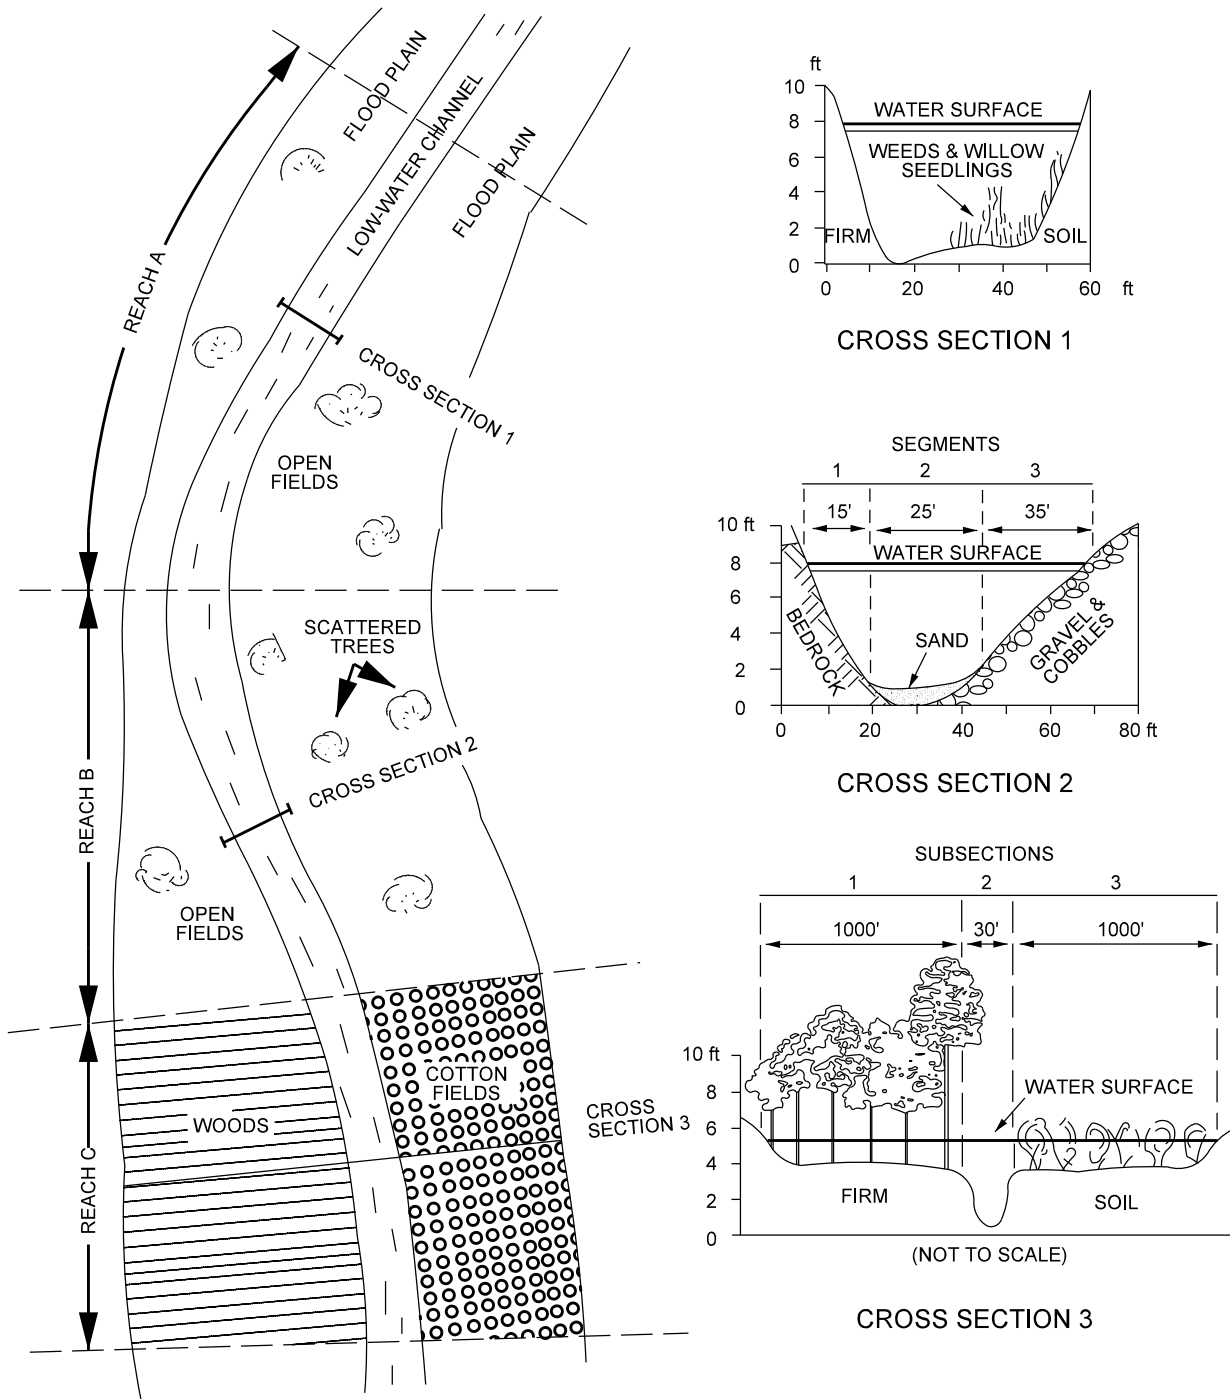 FLOOD PLAIN
LOW-WATER CHANNEL
FLOOD PLAIN
REACH A
CROSS SECTION 1
OPEN
FIELDS
SCATTERED
TREES
CROSS SECTION 2
REACH B
OPEN
FIELDS
COTTON
FIELDS
WOODS
CROSS
SECTION 3
REACH C
ft
10
8
6
4
2
0
WATER SURFACE
WEEDS & WILLOW
SEEDLINGS
FIRM
SOIL
0 20 40 60 ft
CROSS SECTION 1
SEGMENTS
1 2 3
15' 25' 35'
10 ft
8
6
4
2
0
WATER SURFACE
BEDROCK
SAND
GRAVEL &
COBBLES
0 20 40 60 80 ft
CROSS SECTION 2
SUBSECTIONS
1 2 3
1000' 30' 1000'
10 ft
8
6
4
2
0
WATER SURFACE
FIRM
SOIL
(NOT TO SCALE)
CROSS SECTION 3